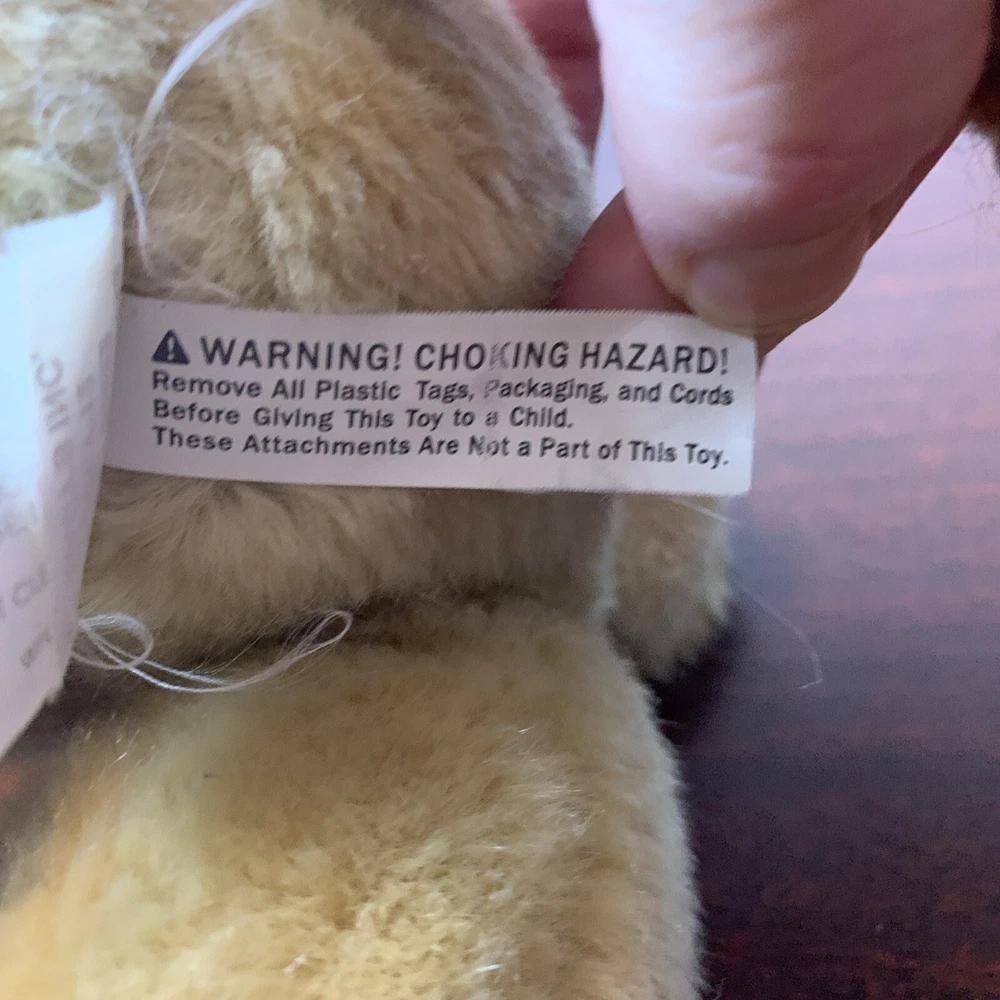 WARNING! CHOKING HAZARD!
Remove All Plastic Tags, Packaging, and Cords
Before Giving This Toy to a Child.
These Attachments Are Not a Part of This Toy.
INC.